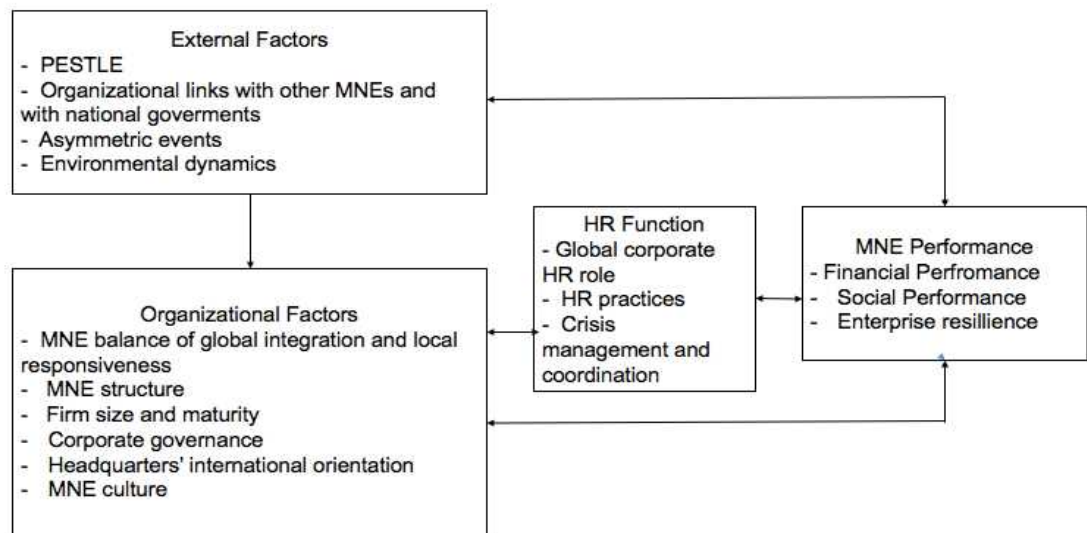 External Factors
- PESTLE
- Organizational links with other MNEs and
with national goverments
- Asymmetric events
- Environmental dynamics
HR Function
- Global corporate
HR role
- HR practices
- Crisis
management and
coordination
MNE Performance
- Financial Perfromance
- Social Performance
- Enterprise resillience
Organizational Factors
- MNE balance of global integration and local
responsiveness
- MNE structure
- Firm size and maturity
- Corporate governance
- Headquarters' international orientation
- MNE culture